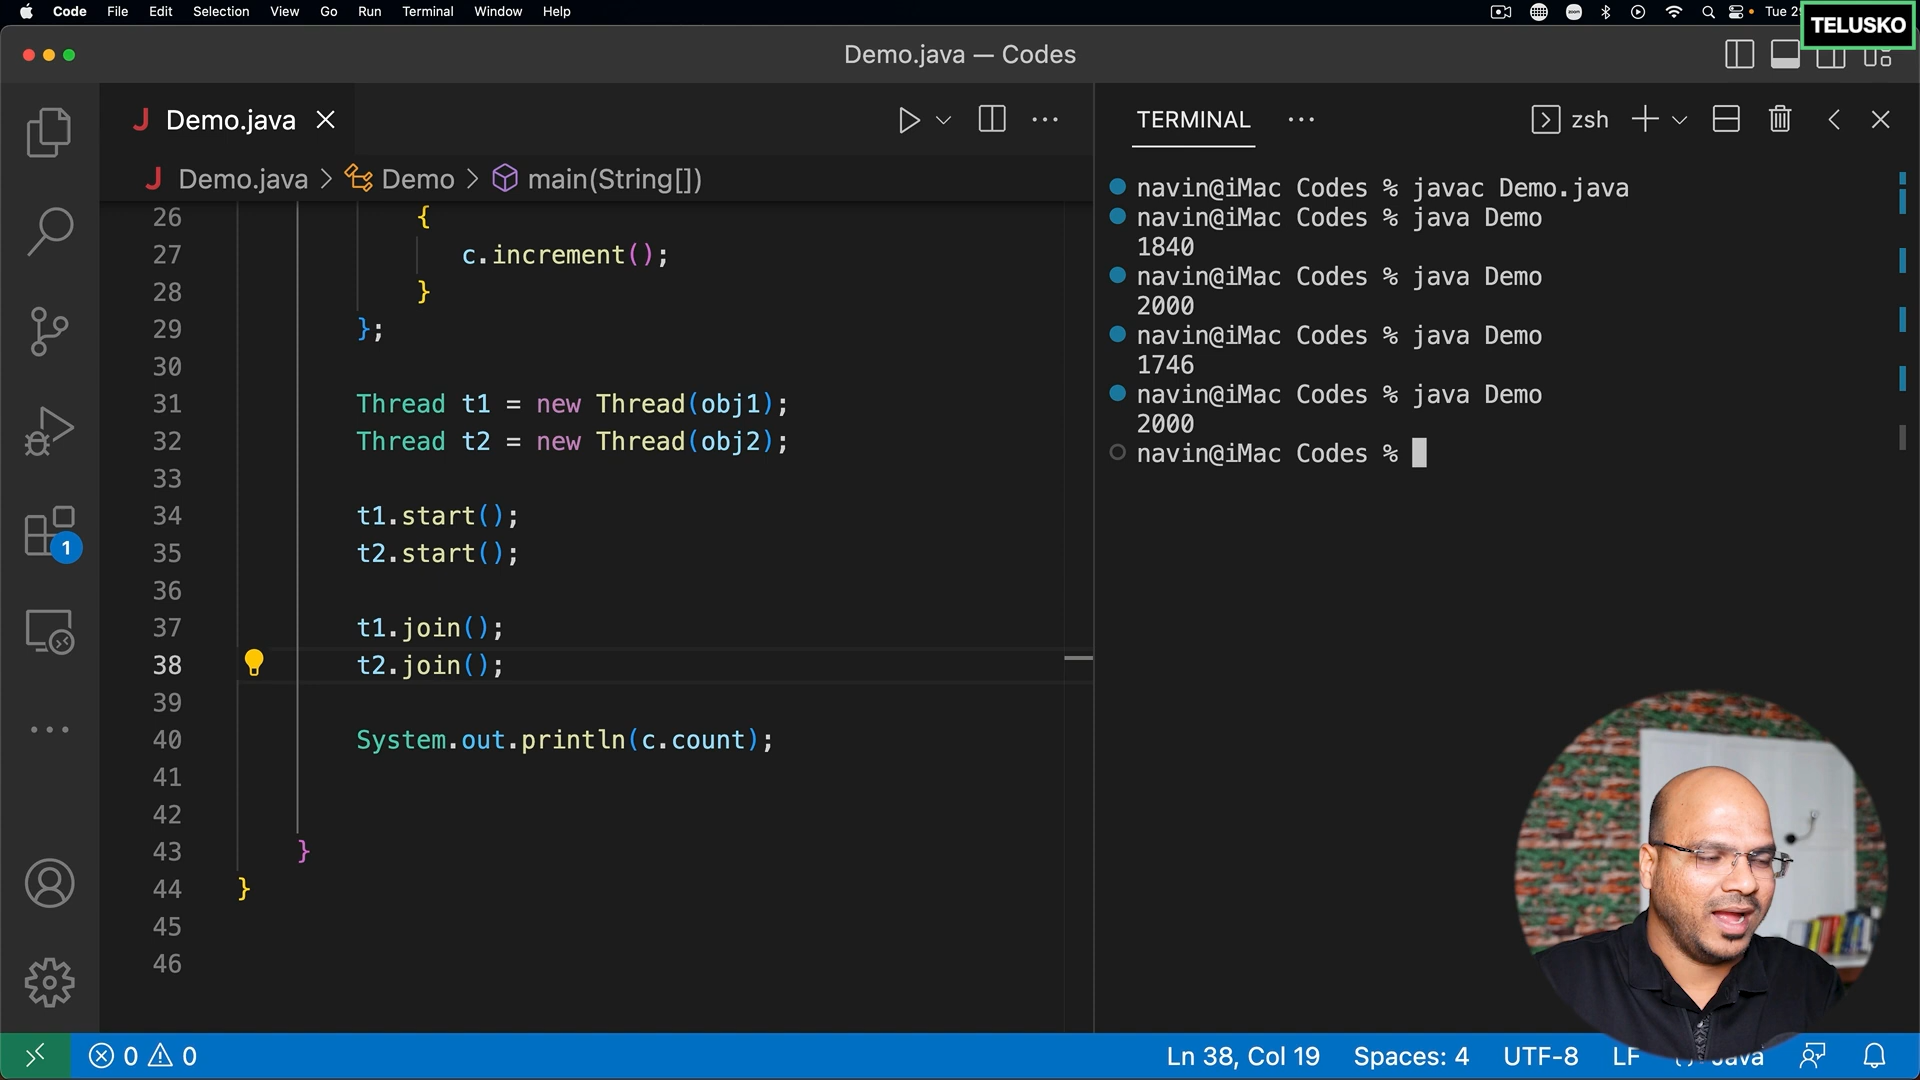 Code File Edit Selection View Go Run Terminal Window Help
zoom
Tue 2
TELUSKO
Demo.java — Codes
Demo.java
Demo.java > Demo > main(String[])
26 {
27 c.increment();
28 }
29 };
30
31 Thread t1 = new Thread(obj1);
32 Thread t2 = new Thread(obj2);
33
34 t1.start();
35 t2.start();
36
37 t1.join();
38 t2.join();
39
40 System.out.println(c.count);
41
42
43 }
44 }
45
46
1
TERMINAL
zsh
navin@iMac Codes % javac Demo.java
navin@iMac Codes % java Demo
1840
navin@iMac Codes % java Demo
2000
navin@iMac Codes % java Demo
1746
navin@iMac Codes % java Demo
2000
navin@iMac Codes %
0 0
Ln 38, Col 19 Spaces: 4 UTF-8 LF Java